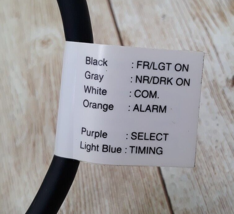 Black : FR/LGT ON
Gray : NR/DRK ON
White : COM.
Orange : ALARM
Purple : SELECT
Light Blue : TIMING